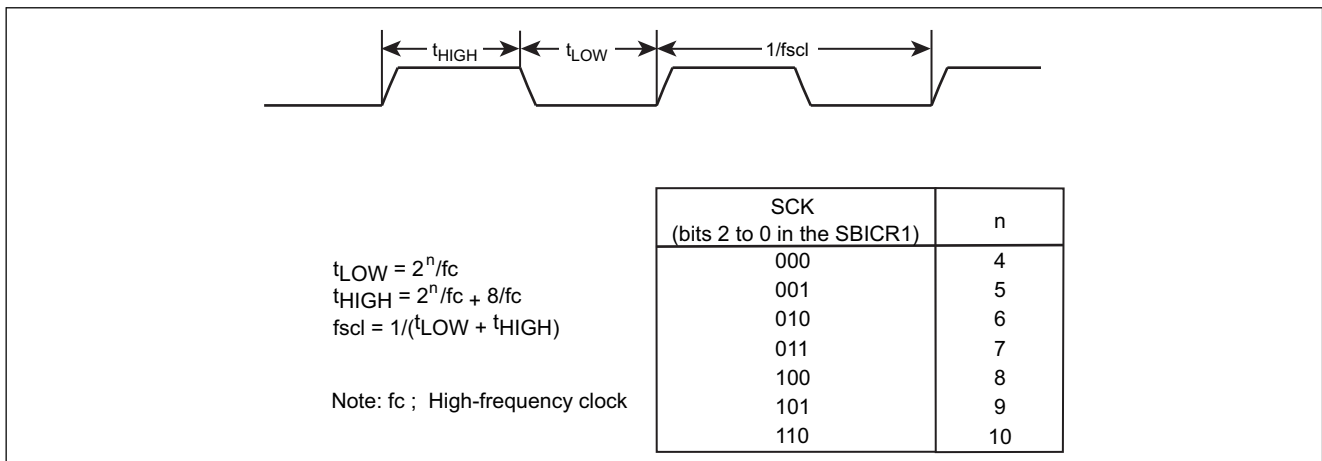 tHIGH tLOW 1/fscl
SCK n
(bits 2 to 0 in the SBICR1)
000 4
001 5
010 6
011 7
100 8
101 9
110 10
tLOW = 2^n/fc
tHIGH = 2^n/fc + 8/fc
fscl = 1/(tLOW + tHIGH)
Note: fc ; High-frequency clock